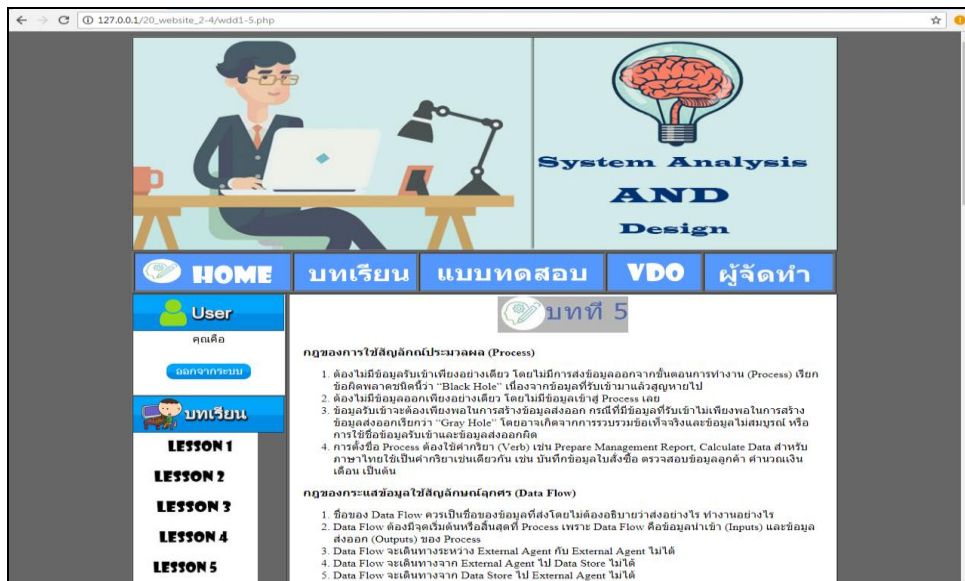 127.0.0.1/20_website_2-4/wdd1-5.php
System Analysis
AND
Design
HOME
บทเรียน
แบบทดสอบ
VDO
ผู้จัดทำ
User
คุณคือ
ออกจากระบบ
บทเรียน
LESSON 1
LESSON 2
LESSON 3
LESSON 4
LESSON 5
บทที่ 5
กฎของการใช้สัญลักณ์ประมวลผล (Process)
1. ต้องไม่มีข้อมูลรับเข้าเพียงอย่างเดียว โดยไม่มีการส่งข้อมูลออกจากขั้นตอนการทำงาน (Process) เรียก
ข้อผิดพลาดชนิดนี้ว่า “Black Hole” เนื่องจากข้อมูลที่รับเข้ามาแล้วสูญหายไป
2. ต้องไม่มีข้อมูลออกเพียงอย่างเดียว โดยไม่มีข้อมูลเข้าสู่ Process เลย
3. ข้อมูลรับเข้าจะต้องเพียงพอในการสร้างข้อมูลส่งออก กรณีที่มีข้อมูลที่รับเข้าไม่เพียงพอในการสร้าง
ข้อมูลส่งออกเรียกว่า “Gray Hole” โดยอาจเกิดจากการรวบรวมข้อเท็จจริงและข้อมูลไม่สมบูรณ์ หรือ
การใช้ชื่อข้อมูลรับเข้าและข้อมูลส่งออกผิด
4. การตั้งชื่อ Process ต้องใช้คำกริยา (Verb) เช่น Prepare Management Report, Calculate Data สำหรับ
ภาษาไทยใช้เป็นคำกริยาเช่นเดียวกัน เช่น บันทึกข้อมูลใบสั่งซื้อ ตรวจสอบข้อมูลลูกค้า คำนวณเงิน
เดือน เป็นต้น
กฎของกระแสข้อมูลใช้สัญลักษณ์ลูกศร (Data Flow)
1. ชื่อของ Data Flow ควรเป็นชื่อของข้อมูลที่ส่งโดยไม่ต้องอธิบายว่าส่งอย่างไร ทำงานอย่างไร
2. Data Flow ต้องมีจุดเริ่มต้นหรือสิ้นสุดที่ Process เพราะ Data Flow คือข้อมูลนำเข้า (Inputs) และข้อมูล
ส่งออก (Outputs) ของ Process
3. Data Flow จะเดินทางระหว่าง External Agent กับ External Agent ไม่ได้
4. Data Flow จะเดินทางจาก External Agent ไป Data Store ไม่ได้
5. Data Flow จะเดินทางจาก Data Store ไป External Agent ไม่ได้